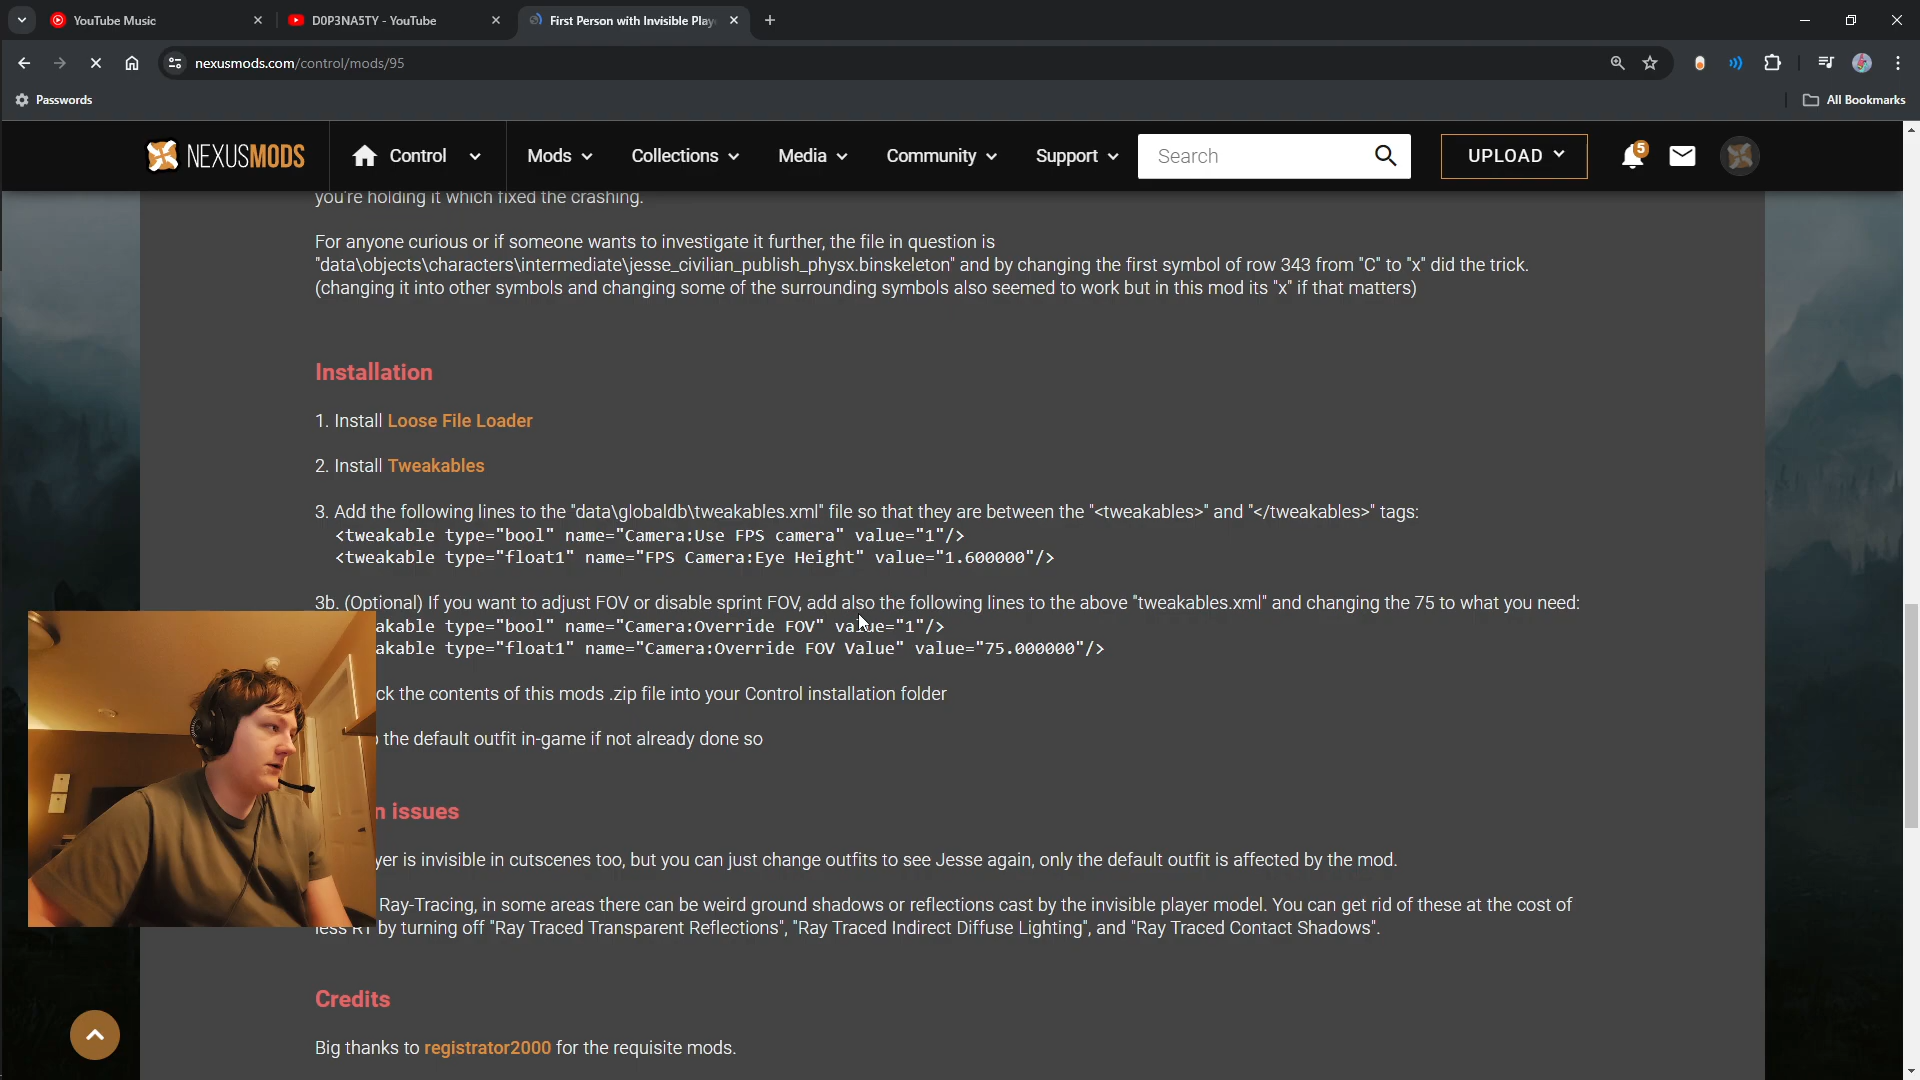 YouTube Music
D0P3NA5TY - YouTube
First Person with Invisible Play
nexusmods.com/control/mods/95
Passwords
All Bookmarks
NEXUSMODS
Control
Mods
Collections
Media
Community
Support
Search
UPLOAD
5
you're holding it which fixed the crashing.
For anyone curious or if someone wants to investigate it further, the file in question is
"data\objects\characters\intermediate\jesse_civilian_publish_physx.binskeleton" and by changing the first symbol of row 343 from "C" to "x" did the trick.
(changing it into other symbols and changing some of the surrounding symbols also seemed to work but in this mod its "x" if that matters)
Installation
1. Install Loose File Loader
2. Install Tweakables
3. Add the following lines to the "data\globaldb\tweakables.xml" file so that they are between the "<tweakables>" and "</tweakables>" tags:
<tweakable type="bool" name="Camera:Use FPS camera" value="1"/>
<tweakable type="float1" name="FPS Camera:Eye Height" value="1.600000"/>
3b. (Optional) If you want to adjust FOV or disable sprint FOV, add also the following lines to the above "tweakables.xml" and changing the 75 to what you need:
akable type="bool" name="Camera:Override FOV" value="1"/>
akable type="float1" name="Camera:Override FOV Value" value="75.000000"/>
ck the contents of this mods .zip file into your Control installation folder
the default outfit in-game if not already done so
n issues
yer is invisible in cutscenes too, but you can just change outfits to see Jesse again, only the default outfit is affected by the mod.
Ray-Tracing, in some areas there can be weird ground shadows or reflections cast by the invisible player model. You can get rid of these at the cost of
less RT by turning off "Ray Traced Transparent Reflections", "Ray Traced Indirect Diffuse Lighting", and "Ray Traced Contact Shadows".
Credits
Big thanks to registrator2000 for the requisite mods.